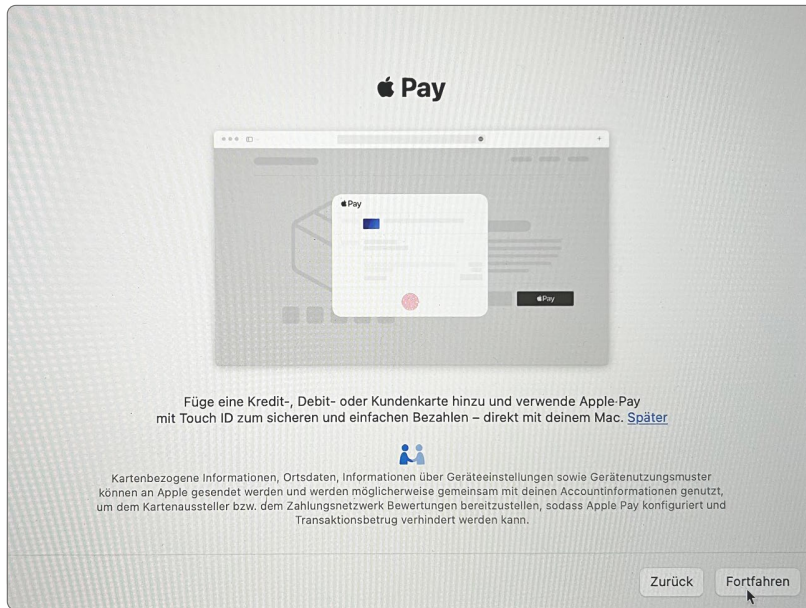 Pay
Pay
Pay
Füge eine Kredit-, Debit- oder Kundenkarte hinzu und verwende Apple Pay
mit Touch ID zum sicheren und einfachen Bezahlen – direkt mit deinem Mac. Später
Kartenbezogene Informationen, Ortsdaten, Informationen über Geräteeinstellungen sowie Gerätenutzungsmuster
können an Apple gesendet werden und werden möglicherweise gemeinsam mit deinen Accountinformationen genutzt,
um dem Kartenaussteller bzw. dem Zahlungsnetzwerk Bewertungen bereitzustellen, sodass Apple Pay konfiguriert und
Transaktionsbetrug verhindert werden kann.
Zurück Fortfahren